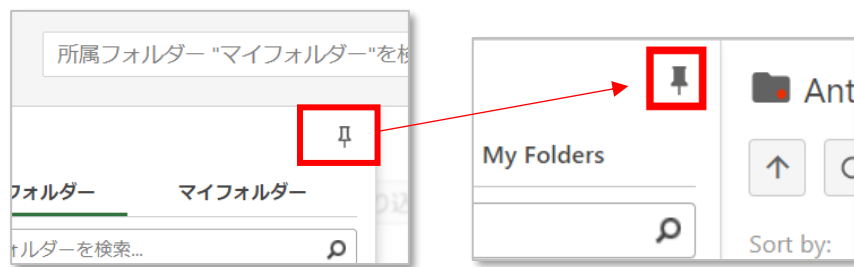 所属フォルダー "マイフォルダー"を検
フォルダー マイフォルダー
ォルダーを検索...
My Folders
Ant
Sort by: